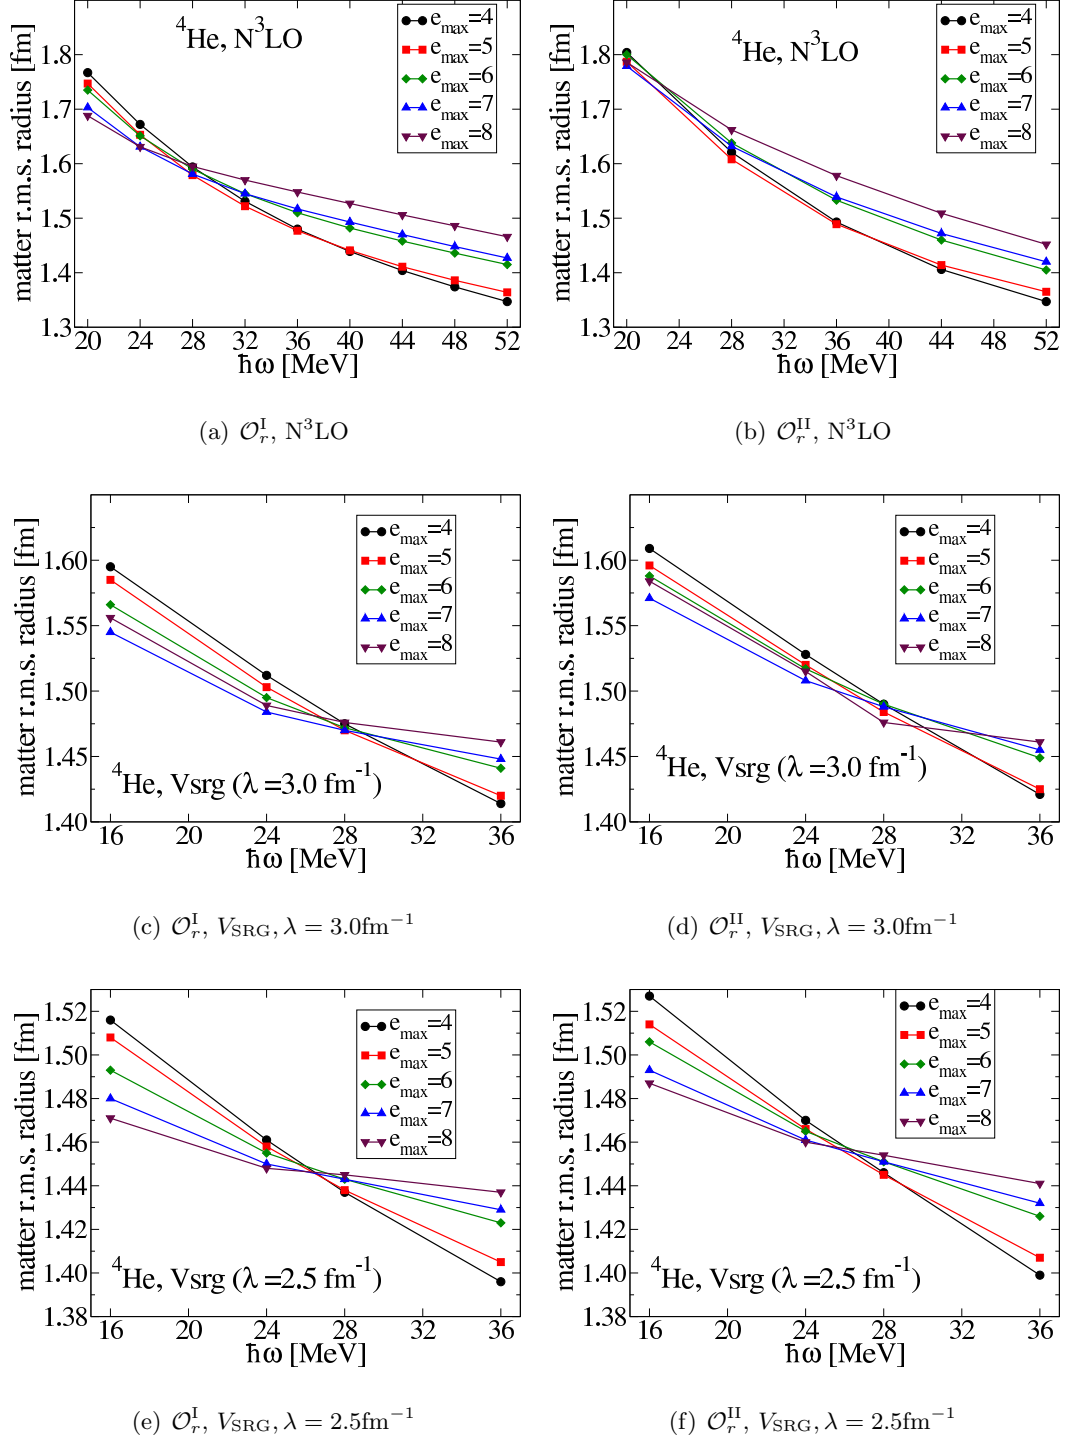 ⁴He, N³LO
e_max=4
e_max=5
e_max=6
e_max=7
e_max=8
matter r.m.s. radius [fm]
1.8
1.7
1.6
1.5
1.4
1.3
20 24 28 32 36 40 44 48 52
ħω [MeV]
(a) 𝒪ᵣᴵ, N³LO
⁴He, N³LO
e_max=4
e_max=5
e_max=6
e_max=7
e_max=8
matter r.m.s. radius [fm]
1.8
1.7
1.6
1.5
1.4
1.3
20 24 28 32 36 40 44 48 52
ħω [MeV]
(b) 𝒪ᵣᴵᴵ, N³LO
e_max=4
e_max=5
e_max=6
e_max=7
e_max=8
matter r.m.s. radius [fm]
1.60
1.55
1.50
1.45
1.40
⁴He, Vsrg (λ =3.0 fm⁻¹)
16 20 24 28 32 36
ħω [MeV]
(c) 𝒪ᵣᴵ, V_SRG, λ = 3.0fm⁻¹
e_max=4
e_max=5
e_max=6
e_max=7
e_max=8
matter r.m.s. radius [fm]
1.60
1.55
1.50
1.45
1.40
⁴He, Vsrg (λ =3.0 fm⁻¹)
16 20 24 28 32 36
ħω [MeV]
(d) 𝒪ᵣᴵᴵ, V_SRG, λ = 3.0fm⁻¹
e_max=4
e_max=5
e_max=6
e_max=7
e_max=8
matter r.m.s. radius [fm]
1.52
1.50
1.48
1.46
1.44
1.42
1.40
1.38
⁴He, Vsrg (λ=2.5 fm⁻¹)
16 20 24 28 32 36
ħω [MeV]
(e) 𝒪ᵣᴵ, V_SRG, λ = 2.5fm⁻¹
e_max=4
e_max=5
e_max=6
e_max=7
e_max=8
matter r.m.s. radius [fm]
1.52
1.50
1.48
1.46
1.44
1.42
1.40
1.38
⁴He, Vsrg (λ=2.5 fm⁻¹)
16 20 24 28 32 36
ħω [MeV]
(f) 𝒪ᵣᴵᴵ, V_SRG, λ = 2.5fm⁻¹